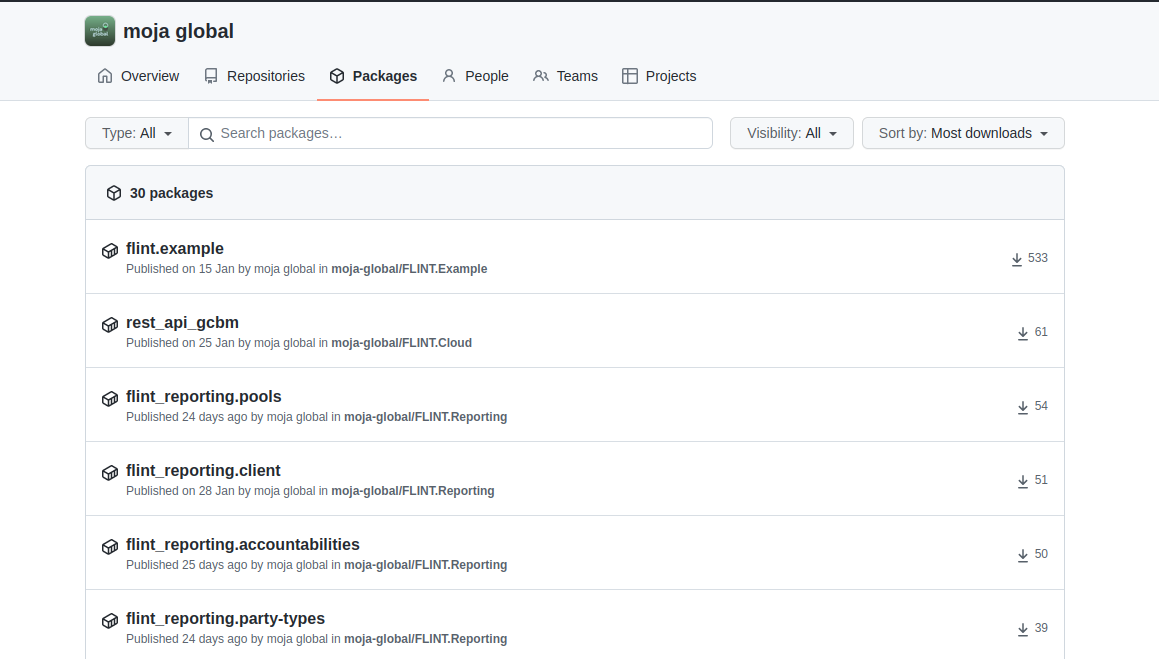 moja global
moja global
Overview Repositories Packages People Teams Projects
Type: All Search packages… Visibility: All Sort by: Most downloads
30 packages
flint.example
Published on 15 Jan by moja global in moja-global/FLINT.Example 533
rest_api_gcbm
Published on 25 Jan by moja global in moja-global/FLINT.Cloud 61
flint_reporting.pools
Published 24 days ago by moja global in moja-global/FLINT.Reporting 54
flint_reporting.client
Published on 28 Jan by moja global in moja-global/FLINT.Reporting 51
flint_reporting.accountabilities
Published 25 days ago by moja global in moja-global/FLINT.Reporting 50
flint_reporting.party-types
Published 24 days ago by moja global in moja-global/FLINT.Reporting 39